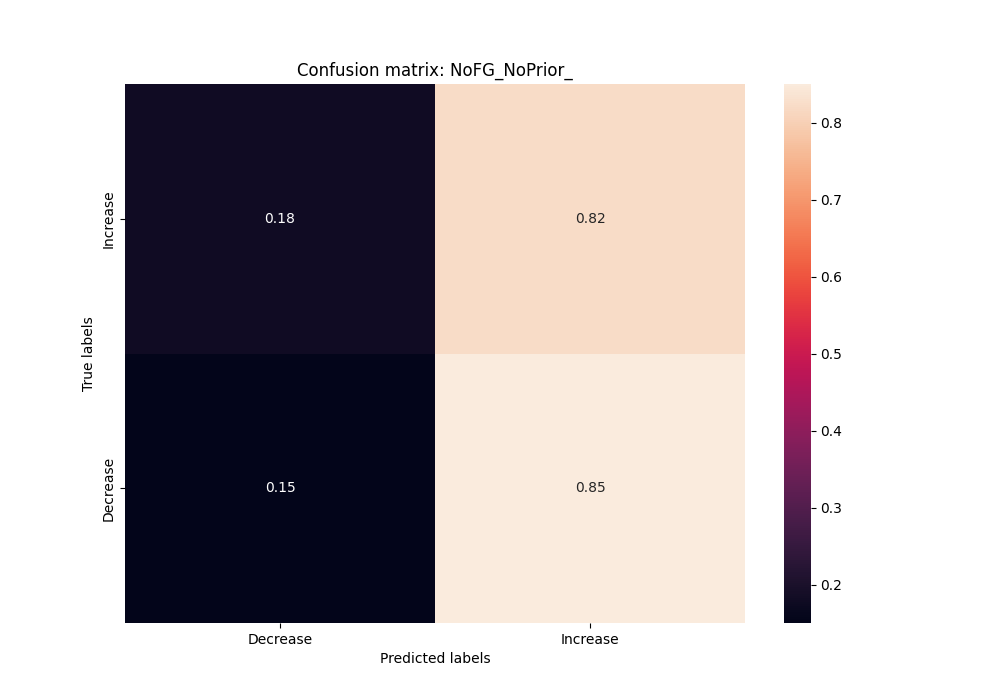 Confusion matrix: NoFG_NoPrior_
True labels
Increase
Decrease
0.18
0.82
0.15
0.85
Decrease
Increase
Predicted labels
0.8
0.7
0.6
0.5
0.4
0.3
0.2